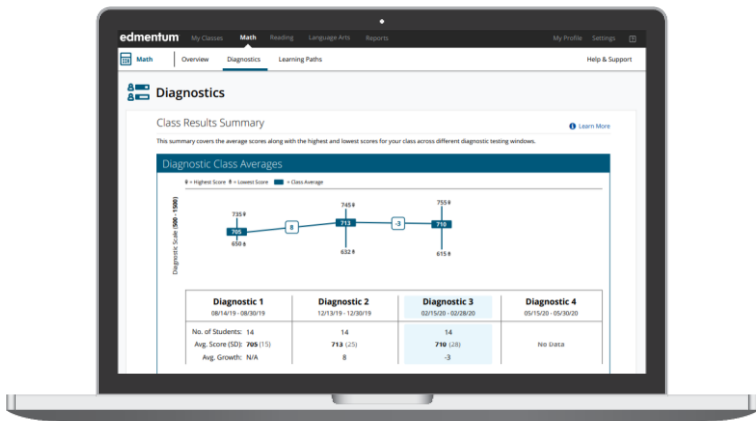 edmentum My Classes Math Reading Language Arts Reports My Profile Settings
Math Overview Diagnostics Learning Paths Help & Support
Diagnostics
Class Results Summary
Learn More
This summary covers the average scores along with the highest and lowest scores for your class across different diagnostic testing windows.
Diagnostic Class Averages
= Highest Score = Lowest Score = Class Average
Diagnostic Scale (500 - 1500)
735 745 755
705 8 713 -3 710
650 632 615
Diagnostic 1 Diagnostic 2 Diagnostic 3 Diagnostic 4
08/14/19 - 08/30/19 12/13/19 - 12/30/19 02/15/20 - 02/28/20 05/15/20 - 05/30/20
No. of Students: 14 14 14
Avg. Score (SD): 705 (15) 713 (25) 710 (28) No Data
Avg. Growth: N/A 8 -3